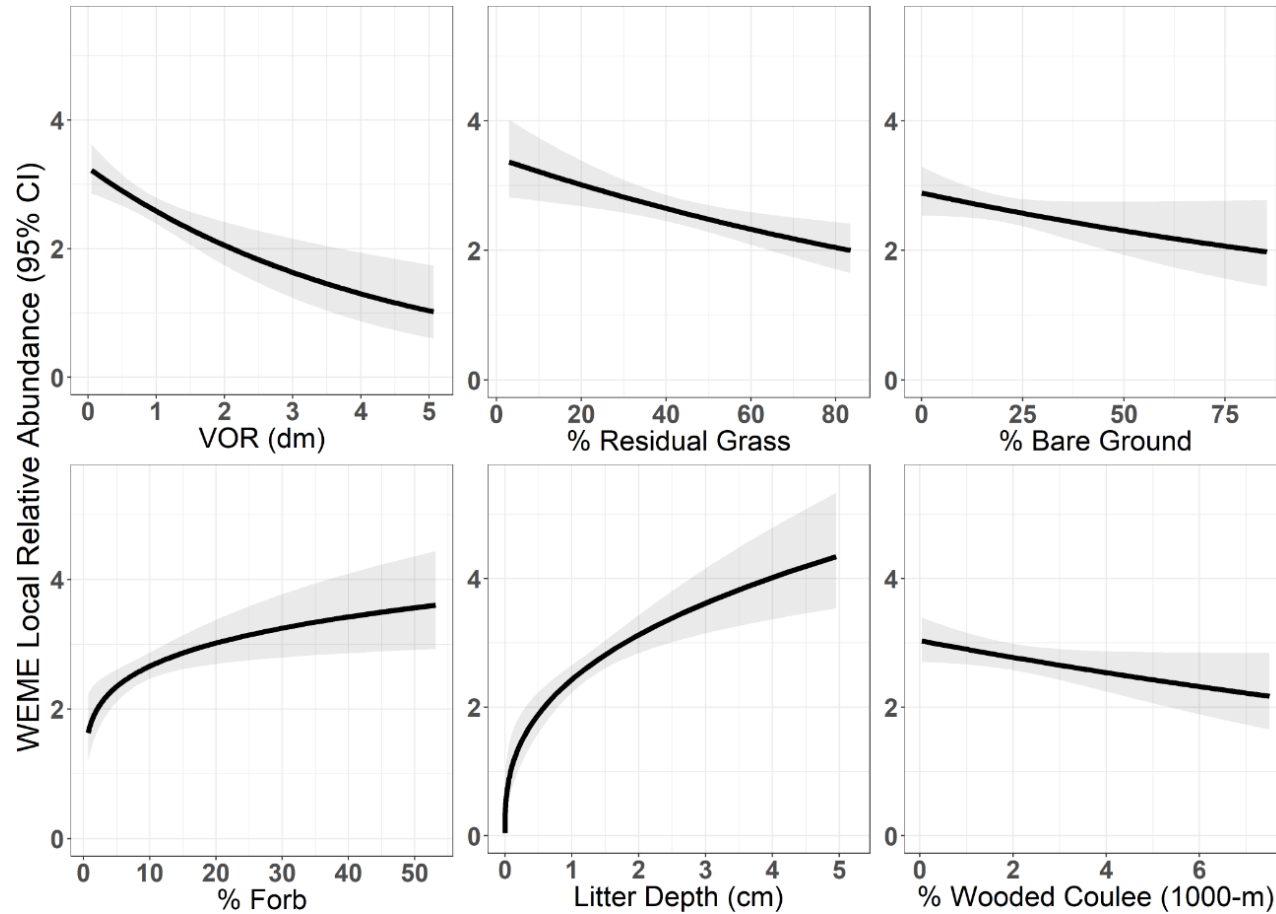 WEME Local Relative Abundance (95% CI)
4
2
0
0 1 2 3 4 5
VOR (dm)
4
2
0
20 40 60 80
% Residual Grass
4
2
0
0 25 50 75
% Bare Ground
4
2
0
0 10 20 30 40 50
% Forb
4
2
0
0 1 2 3 4 5
Litter Depth (cm)
4
2
0
0 2 4 6
% Wooded Coulee (1000-m)